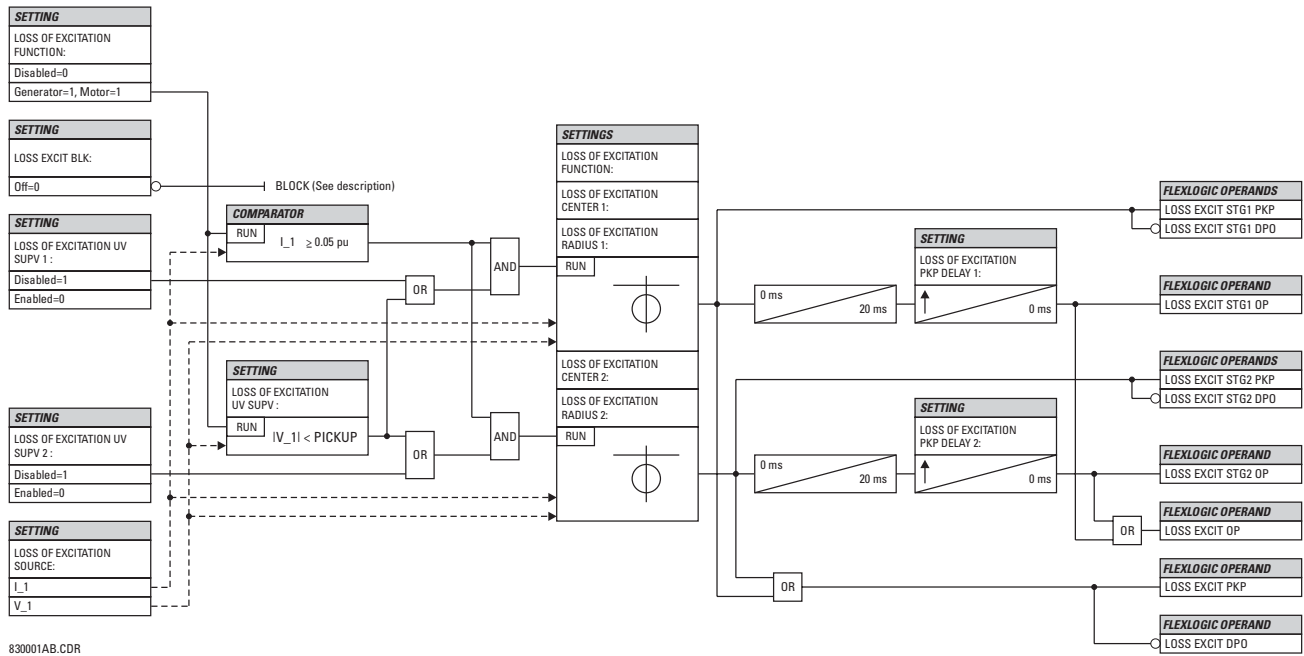 SETTING
LOSS OF EXCITATION
FUNCTION:
Disabled=0
Generator=1, Motor=1
SETTING
LOSS EXCIT BLK:
Off=0
BLOCK (See description)
SETTING
LOSS OF EXCITATION UV
SUPV 1 :
Disabled=1
Enabled=0
SETTING
LOSS OF EXCITATION UV
SUPV 2 :
Disabled=1
Enabled=0
SETTING
LOSS OF EXCITATION
SOURCE:
I_1
V_1
COMPARATOR
RUN
I_1 ≥ 0.05 pu
SETTING
LOSS OF EXCITATION
UV SUPV :
RUN
|V_1| < PICKUP
OR
OR
AND
AND
SETTINGS
LOSS OF EXCITATION
FUNCTION:
LOSS OF EXCITATION
CENTER 1:
LOSS OF EXCITATION
RADIUS 1:
RUN
LOSS OF EXCITATION
CENTER 2:
LOSS OF EXCITATION
RADIUS 2:
RUN
0 ms
20 ms
SETTING
LOSS OF EXCITATION
PKP DELAY 1:
0 ms
0 ms
20 ms
SETTING
LOSS OF EXCITATION
PKP DELAY 2:
0 ms
OR
OR
FLEXLOGIC OPERANDS
LOSS EXCIT STG1 PKP
LOSS EXCIT STG1 DPO
FLEXLOGIC OPERAND
LOSS EXCIT STG1 OP
FLEXLOGIC OPERANDS
LOSS EXCIT STG2 PKP
LOSS EXCIT STG2 DPO
FLEXLOGIC OPERAND
LOSS EXCIT STG2 OP
FLEXLOGIC OPERAND
LOSS EXCIT OP
FLEXLOGIC OPERAND
LOSS EXCIT PKP
FLEXLOGIC OPERAND
LOSS EXCIT DPO
830001AB.CDR